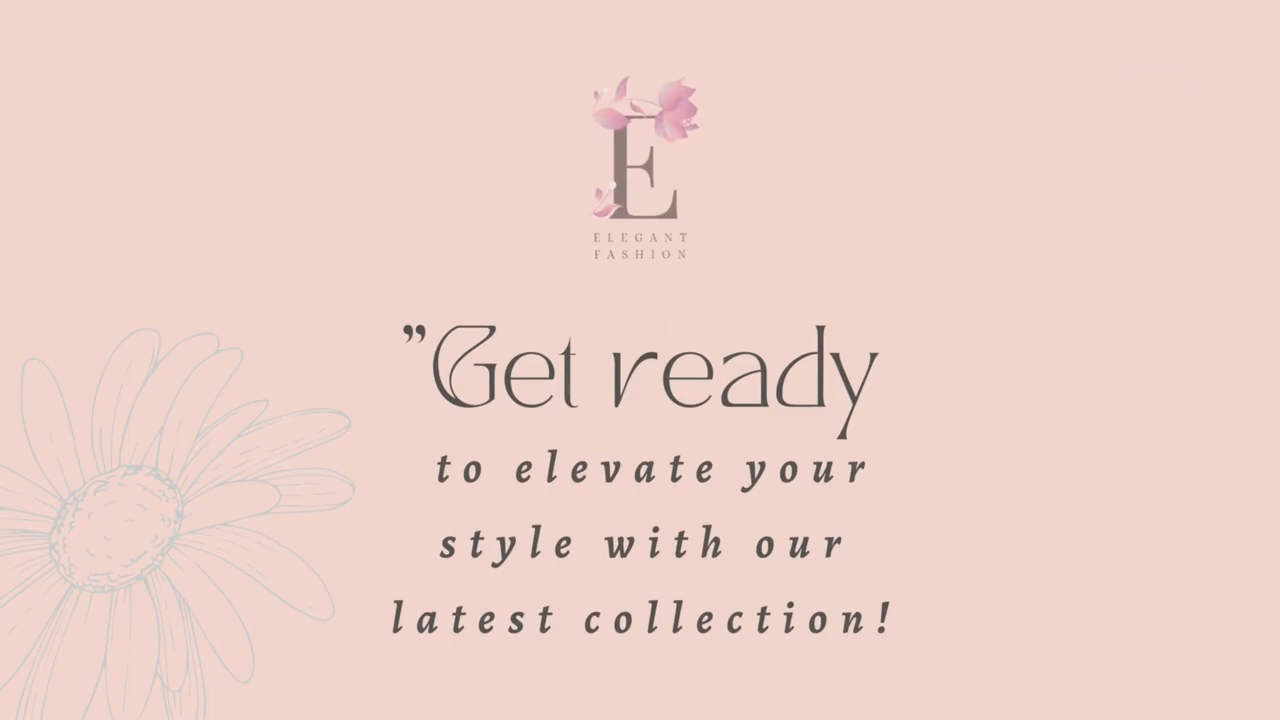 E
ELEGANT
FASHION
”Get ready
to elevate your
style with our
latest collection!